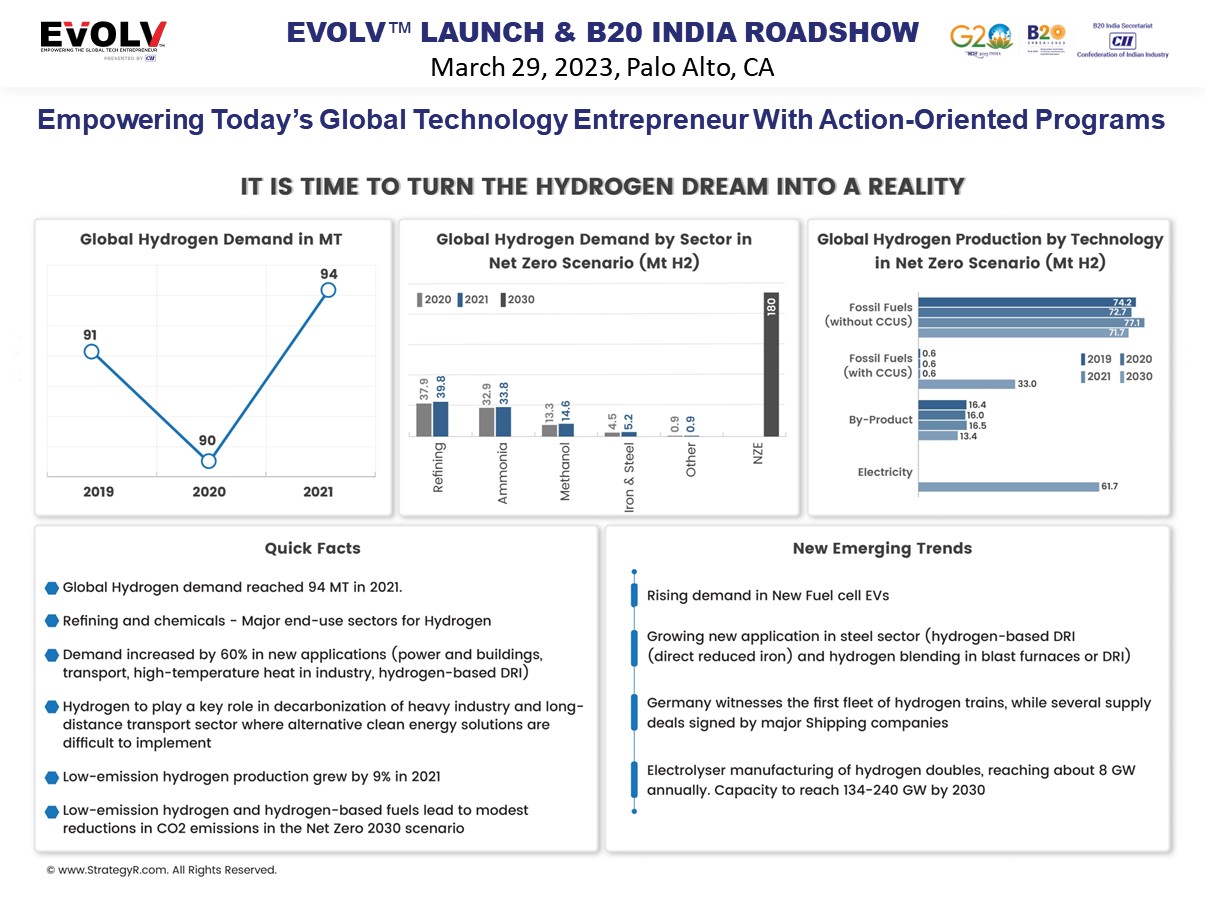 EVOLV™
EMPOWERING THE GLOBAL TECH ENTREPRENEUR
PRESENTED BY CII
EVOLV™ LAUNCH & B20 INDIA ROADSHOW
March 29, 2023, Palo Alto, CA
G20
B20
B20 India Secretariat
CII
Confederation of Indian Industry
Empowering Today's Global Technology Entrepreneur With Action-Oriented Programs
IT IS TIME TO TURN THE HYDROGEN DREAM INTO A REALITY
Global Hydrogen Demand in MT
91
90
94
2019
2020
2021
Global Hydrogen Demand by Sector in
Net Zero Scenario (Mt H2)
2020 2021 2030
37.9
39.8
32.9
33.8
13.3
14.6
4.5
5.2
0.9
0.9
180
Refining
Ammonia
Methanol
Iron & Steel
Other
NZE
Global Hydrogen Production by Technology
in Net Zero Scenario (Mt H2)
Fossil Fuels
(without CCUS)
74.2
72.7
77.1
71.7
Fossil Fuels
(with CCUS)
0.6
0.6
0.6
33.0
2019 2020
2021 2030
By-Product
16.4
16.0
16.5
13.4
Electricity
61.7
Quick Facts
Global Hydrogen demand reached 94 MT in 2021.
Refining and chemicals - Major end-use sectors for Hydrogen
Demand increased by 60% in new applications (power and buildings,
transport, high-temperature heat in industry, hydrogen-based DRI)
Hydrogen to play a key role in decarbonization of heavy industry and long-
distance transport sector where alternative clean energy solutions are
difficult to implement
Low-emission hydrogen production grew by 9% in 2021
Low-emission hydrogen and hydrogen-based fuels lead to modest
reductions in CO2 emissions in the Net Zero 2030 scenario
New Emerging Trends
Rising demand in New Fuel cell EVs
Growing new application in steel sector (hydrogen-based DRI
(direct reduced iron) and hydrogen blending in blast furnaces or DRI)
Germany witnesses the first fleet of hydrogen trains, while several supply
deals signed by major Shipping companies
Electrolyser manufacturing of hydrogen doubles, reaching about 8 GW
annually. Capacity to reach 134-240 GW by 2030
© www.StrategyR.com. All Rights Reserved.